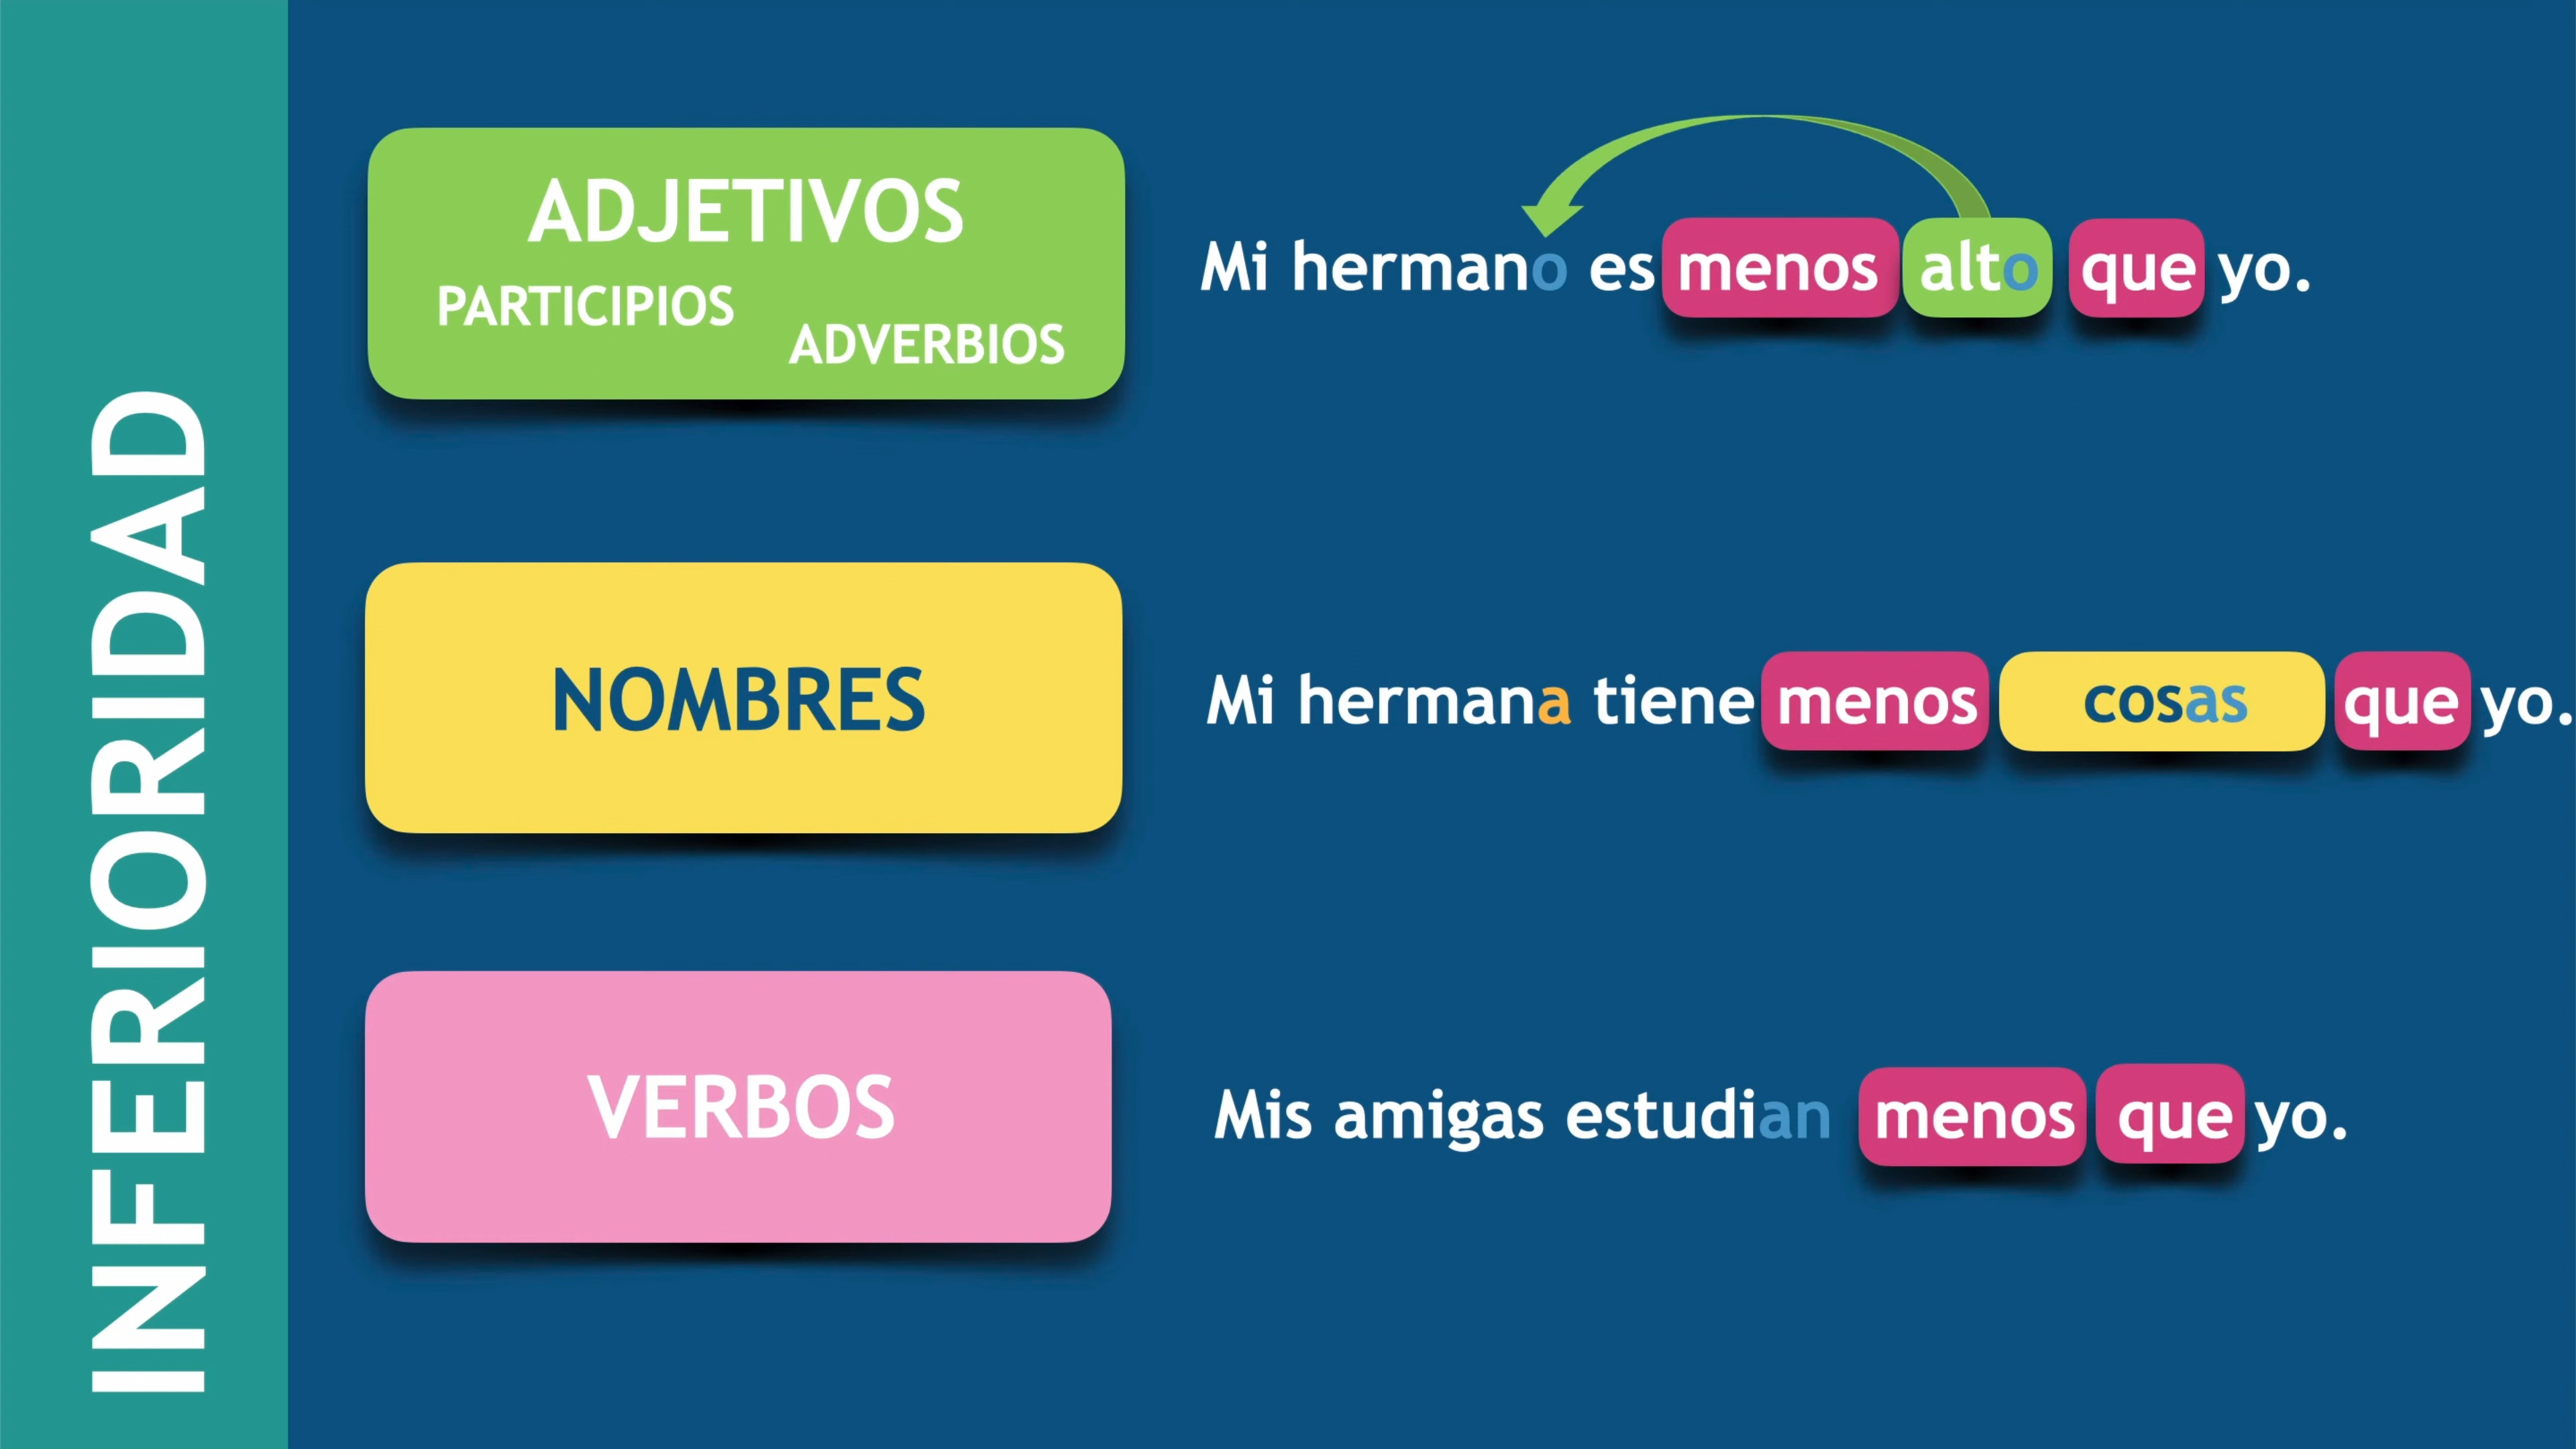 INFERIORIDAD
ADJETIVOS
PARTICIPIOS
ADVERBIOS
Mi hermano es menos alto que yo.
NOMBRES
Mi hermana tiene menos cosas que yo.
VERBOS
Mis amigas estudian menos que yo.